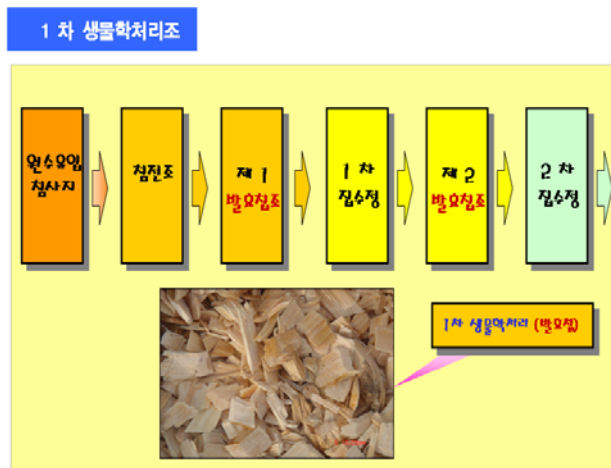 1 차 생물학처리조
원수유입
침사지
침전조
제 1
발효칩조
1 차
집수정
제 2
발효칩조
2 차
집수정
1차 생물학처리 (발효칩)